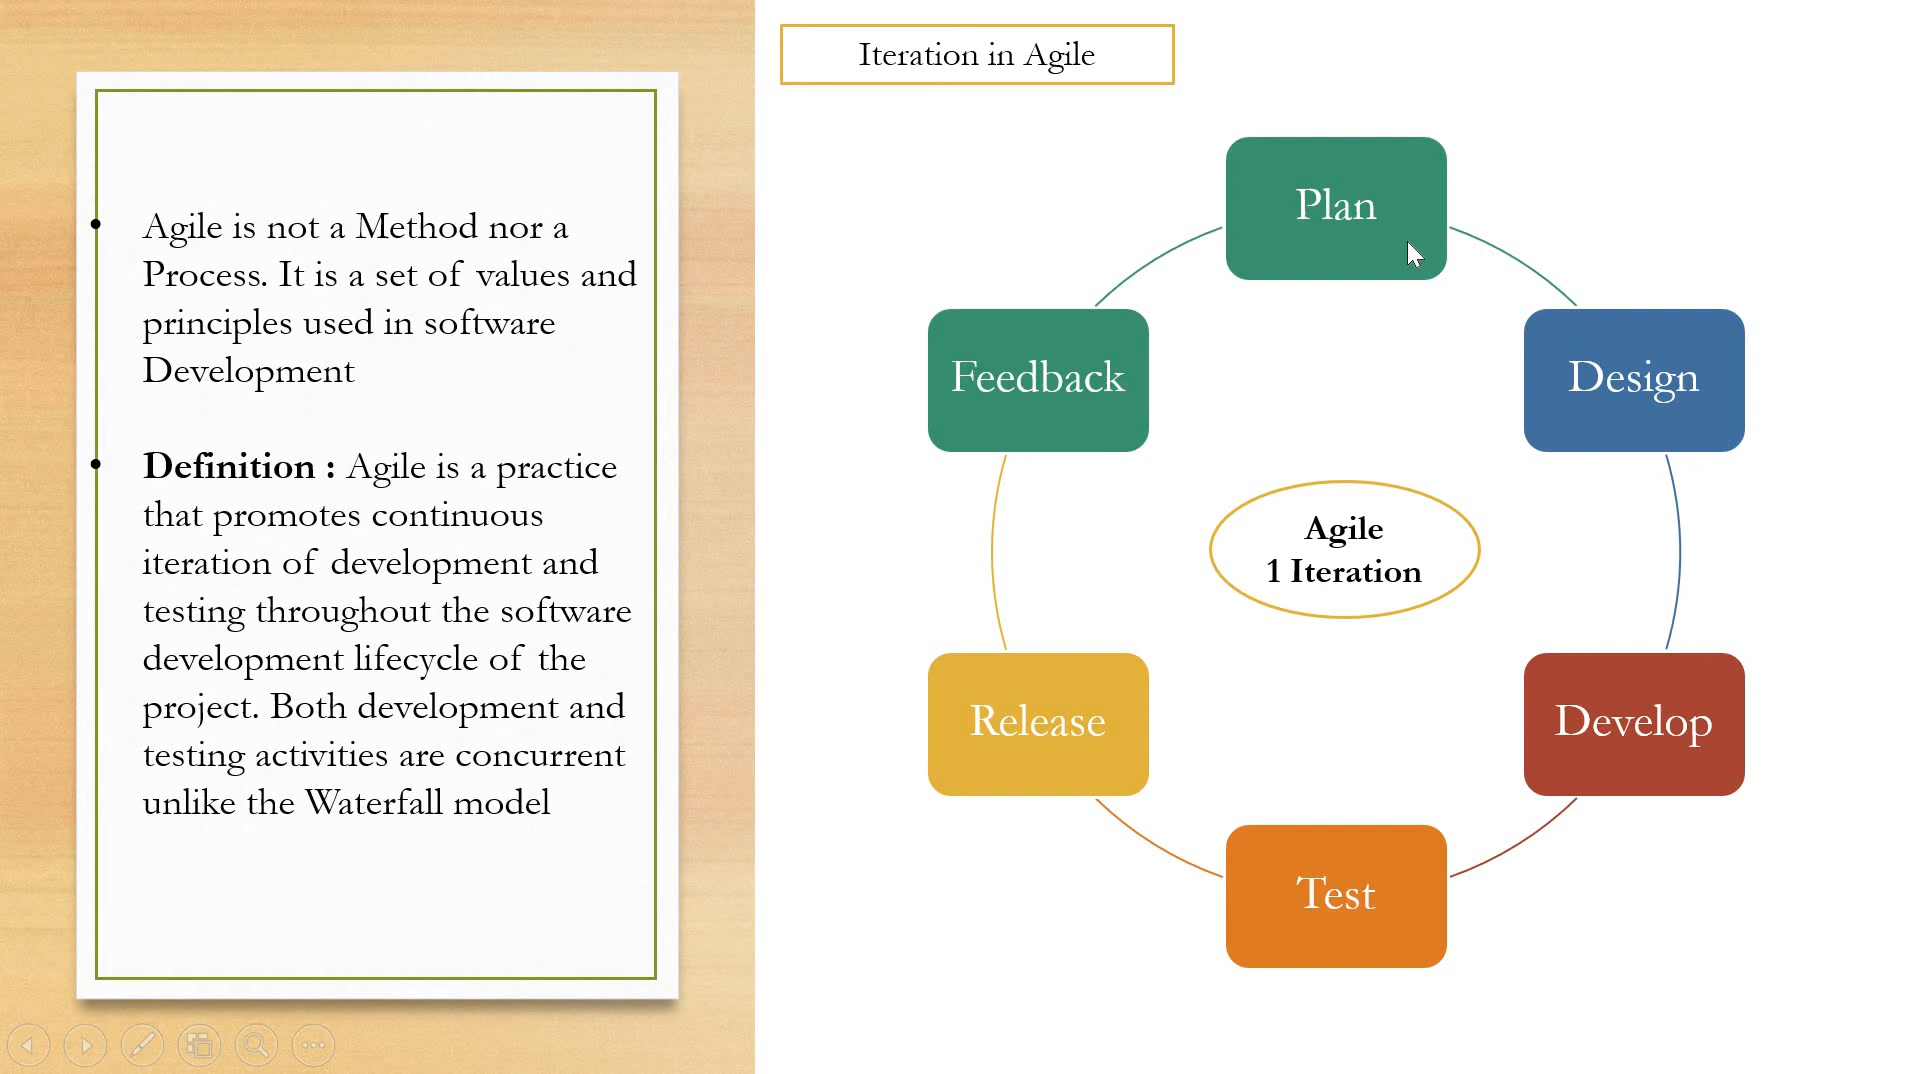 Iteration in Agile
• Agile is not a Method nor a
Process. It is a set of values and
principles used in software
Development
• Definition : Agile is a practice
that promotes continuous
iteration of development and
testing throughout the software
development lifecycle of the
project. Both development and
testing activities are concurrent
unlike the Waterfall model
Plan
Design
Develop
Test
Release
Feedback
Agile
1 Iteration